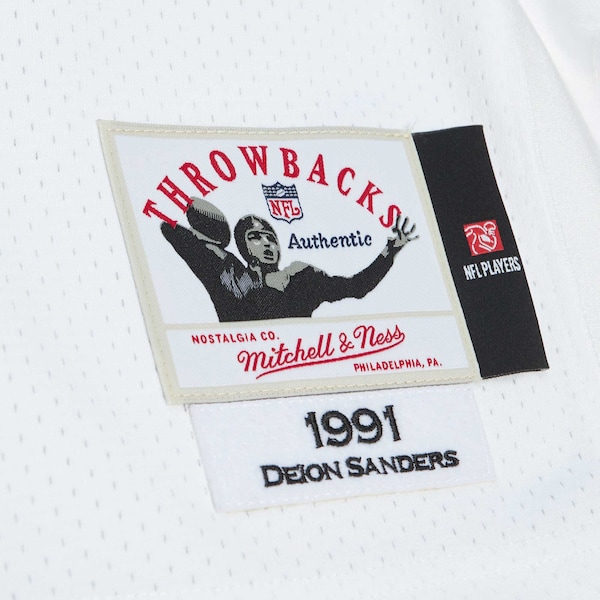 THROWBACKS
NFL
Authentic
NFL PLAYERS
NOSTALGIA CO.
Mitchell & Ness
PHILADELPHIA, PA.
1991
DEION SANDERS